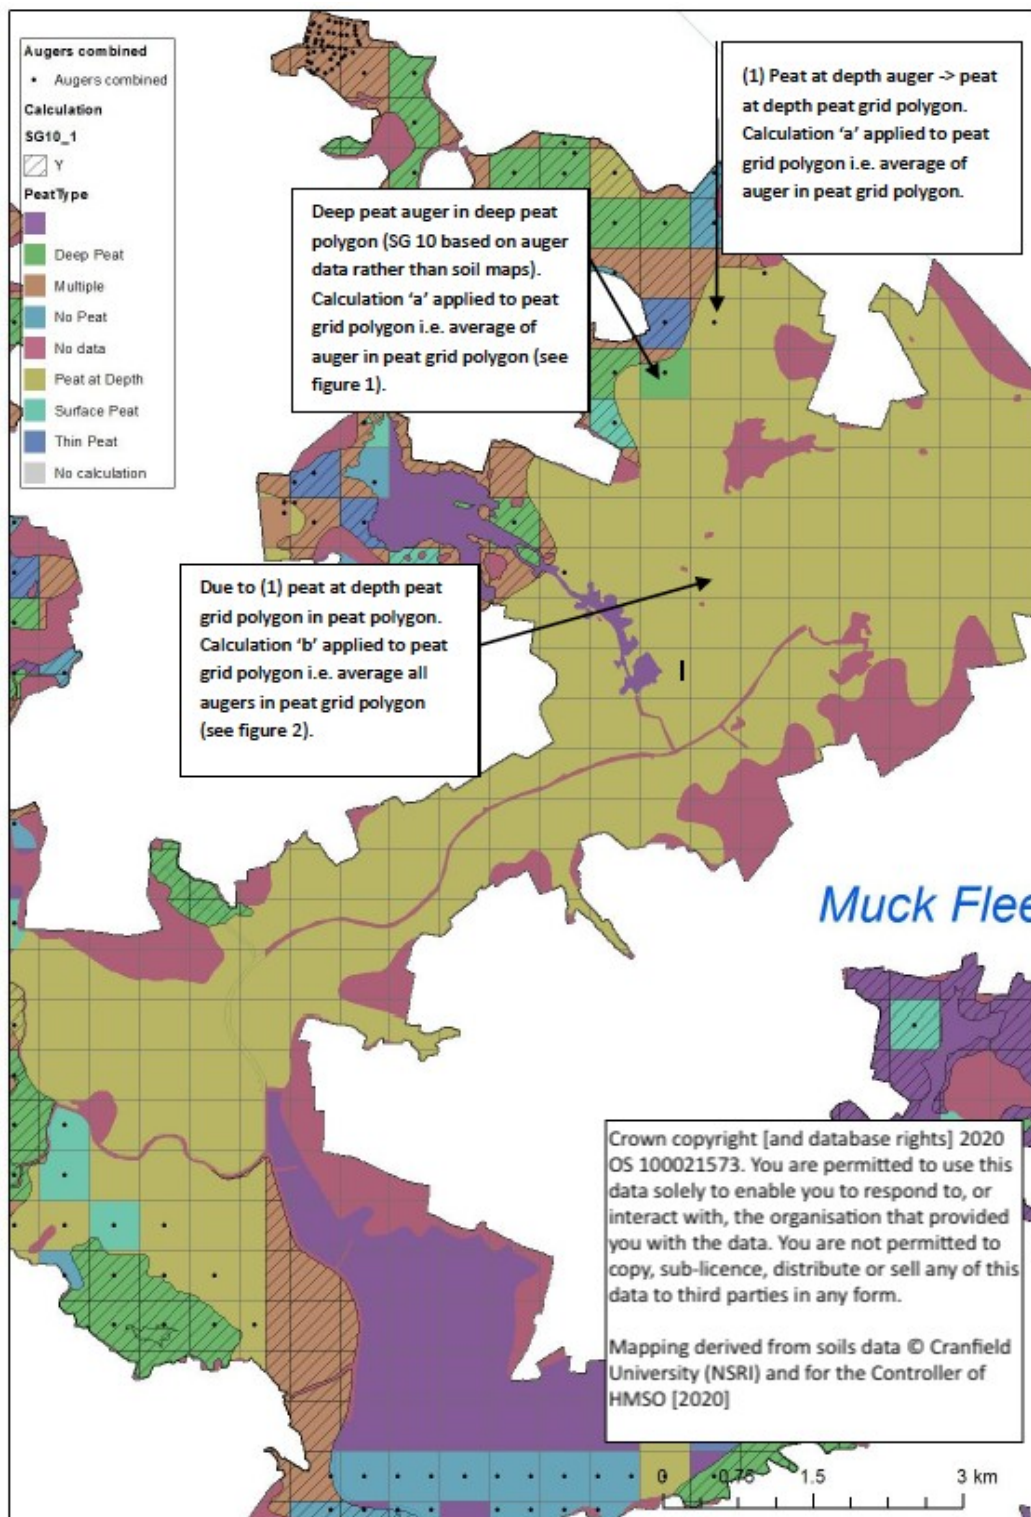 Augers combined
Augers combined
Calculation
SG10_1
Y
PeatType
Deep Peat
Multiple
No Peat
No data
Peat at Depth
Surface Peat
Thin Peat
No calculation
(1) Peat at depth auger -> peat
at depth peat grid polygon.
Calculation ‘a’ applied to peat
grid polygon i.e. average of
auger in peat grid polygon.
Deep peat auger in deep peat
polygon (SG 10 based on auger
data rather than soil maps).
Calculation ‘a’ applied to peat
grid polygon i.e. average of
auger in peat grid polygon (see
figure 1).
Due to (1) peat at depth peat
grid polygon in peat polygon.
Calculation ‘b’ applied to peat
grid polygon i.e. average all
augers in peat grid polygon
(see figure 2).
I
Muck Flee
Crown copyright [and database rights] 2020
OS 100021573. You are permitted to use this
data solely to enable you to respond to, or
interact with, the organisation that provided
you with the data. You are not permitted to
copy, sub-licence, distribute or sell any of this
data to third parties in any form.
Mapping derived from soils data © Cranfield
University (NSRI) and for the Controller of
HMSO [2020]
0 0.75 1.5 3 km